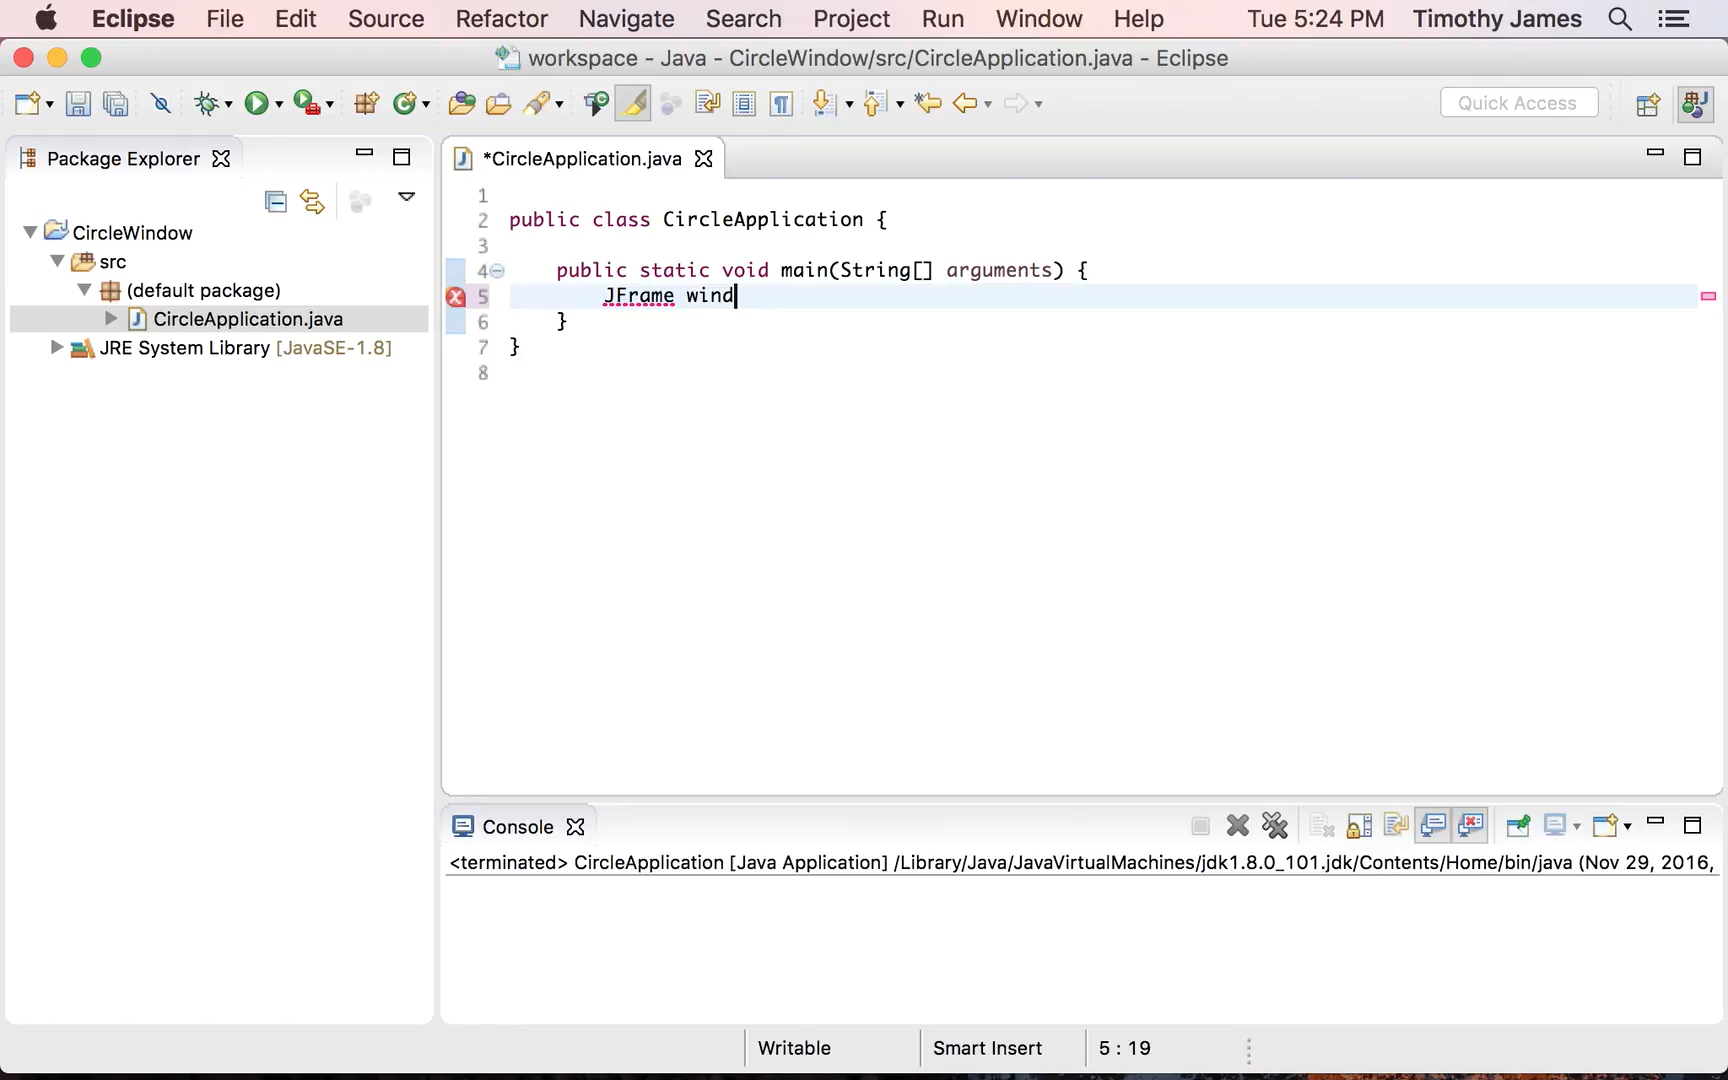 Eclipse File Edit Source Refactor Navigate Search Project Run Window Help Tue 5:24 PM Timothy James
workspace - Java - CircleWindow/src/CircleApplication.java - Eclipse
Quick Access
Package Explorer
*CircleApplication.java
CircleWindow
src
(default package)
CircleApplication.java
JRE System Library [JavaSE-1.8]
1
2 public class CircleApplication {
3
4 public static void main(String[] arguments) {
5 JFrame wind
6 }
7 }
8
Console
<terminated> CircleApplication [Java Application] /Library/Java/JavaVirtualMachines/jdk1.8.0_101.jdk/Contents/Home/bin/java (Nov 29, 2016,
Writable Smart Insert 5 : 19